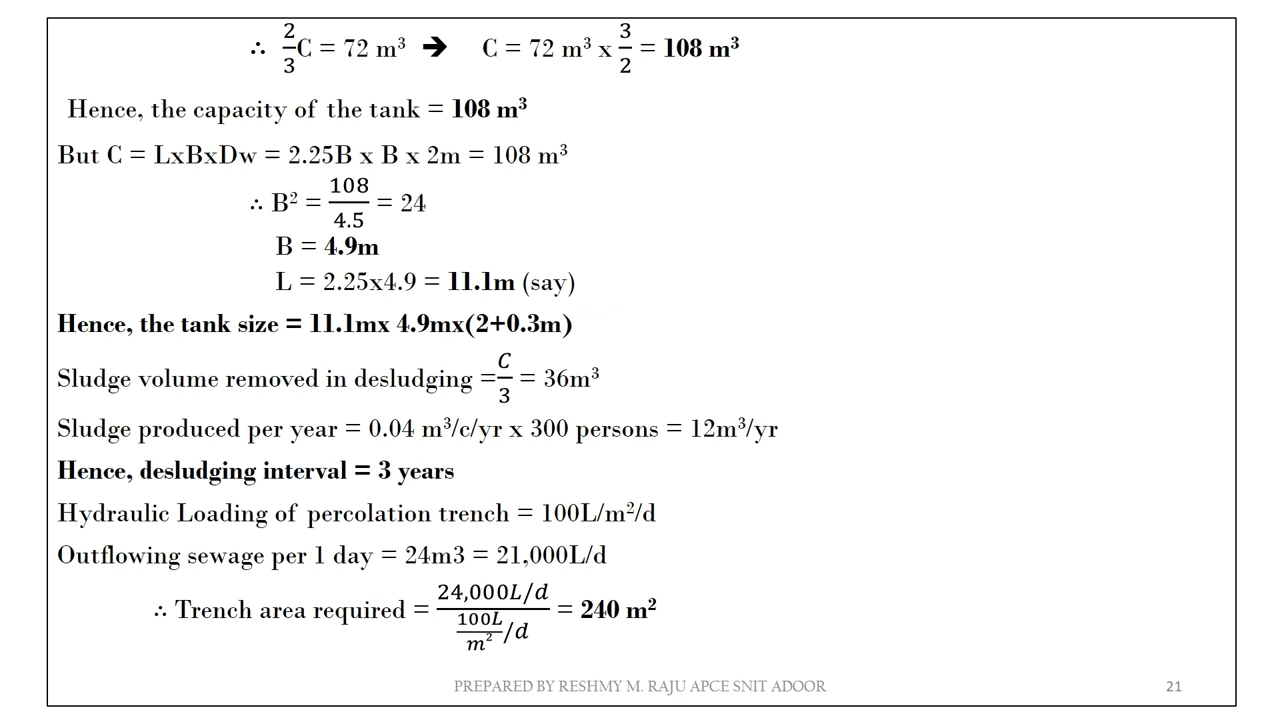 ∴ 2/3 C = 72 m³ ➔ C = 72 m³ x 3/2 = 108 m³
Hence, the capacity of the tank = 108 m³
But C = LxBxDw = 2.25B x B x 2m = 108 m³
∴ B² = 108/4.5 = 24
B = 4.9m
L = 2.25x4.9 = 11.1m (say)
Hence, the tank size = 11.1mx 4.9mx(2+0.3m)
Sludge volume removed in desludging =C/3 = 36m³
Sludge produced per year = 0.04 m³/c/yr x 300 persons = 12m³/yr
Hence, desludging interval = 3 years
Hydraulic Loading of percolation trench = 100L/m²/d
Outflowing sewage per 1 day = 24m3 = 21,000L/d
∴ Trench area required = 24,000L/d / (100L/m² /d) = 240 m²
PREPARED BY RESHMY M. RAJU APCE SNIT ADOOR 21